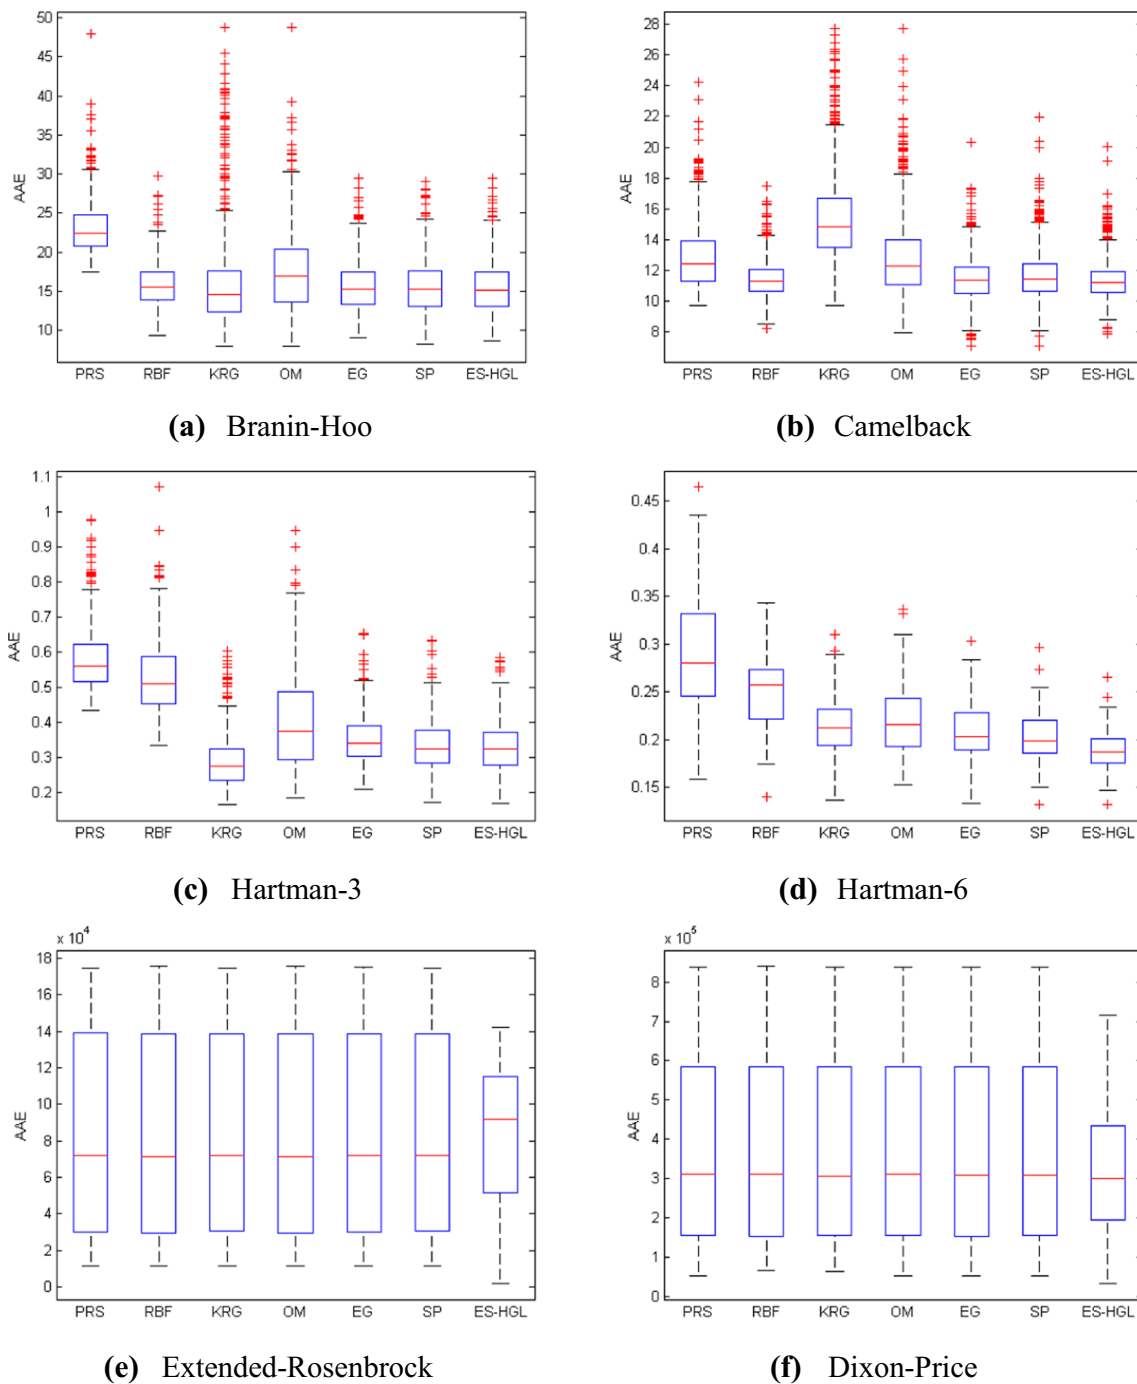 50
45
40
35
30
25
20
15
10
AAE
PRS RBF KRG OM EG SP ES-HGL
(a) Branin-Hoo
28
26
24
22
20
18
16
14
12
10
8
AAE
PRS RBF KRG OM EG SP ES-HGL
(b) Camelback
1.1
1
0.9
0.8
0.7
0.6
0.5
0.4
0.3
0.2
AAE
PRS RBF KRG OM EG SP ES-HGL
(c) Hartman-3
0.45
0.4
0.35
0.3
0.25
0.2
0.15
AAE
PRS RBF KRG OM EG SP ES-HGL
(d) Hartman-6
x 10^4
18
16
14
12
10
8
6
4
2
0
AAE
PRS RBF KRG OM EG SP ES-HGL
(e) Extended-Rosenbrock
x 10^5
8
7
6
5
4
3
2
1
0
AAE
PRS RBF KRG OM EG SP ES-HGL
(f) Dixon-Price